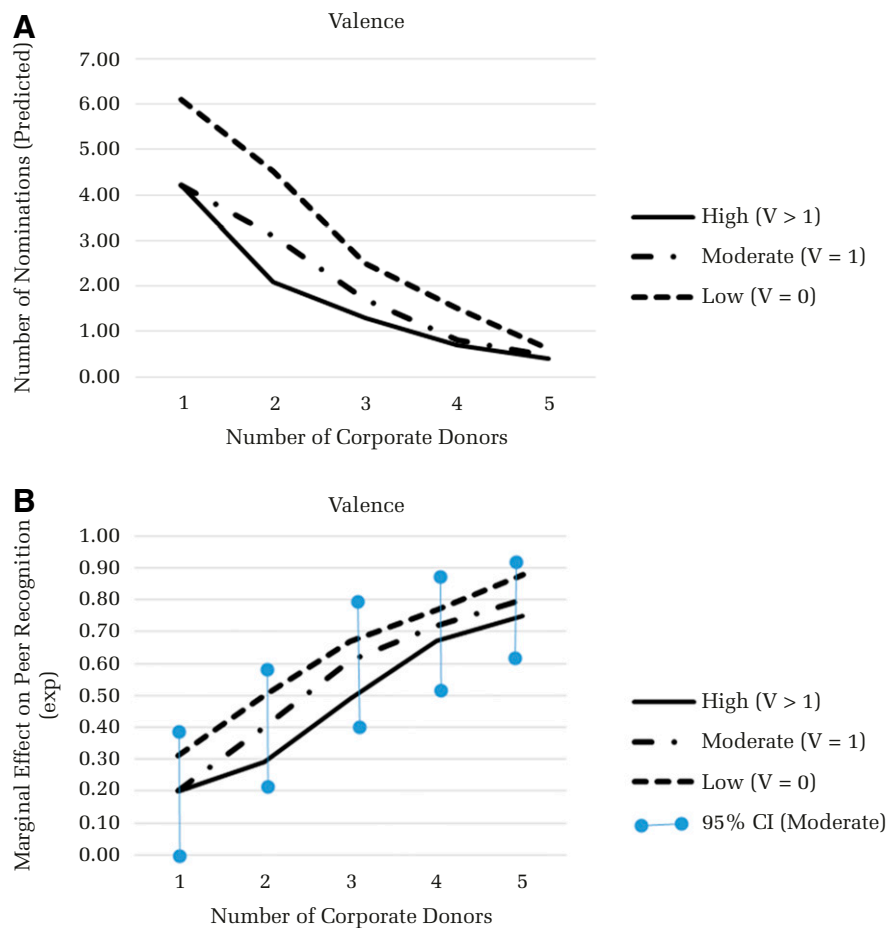 A
Valence
Number of Nominations (Predicted)
7.00
6.00
5.00
4.00
3.00
2.00
1.00
0.00
1 2 3 4 5
Number of Corporate Donors
High (V > 1)
Moderate (V = 1)
Low (V = 0)
B
Valence
Marginal Effect on Peer Recognition
(exp)
1.00
0.90
0.80
0.70
0.60
0.50
0.40
0.30
0.20
0.10
0.00
1 2 3 4 5
Number of Corporate Donors
High (V > 1)
Moderate (V = 1)
Low (V = 0)
95% CI (Moderate)